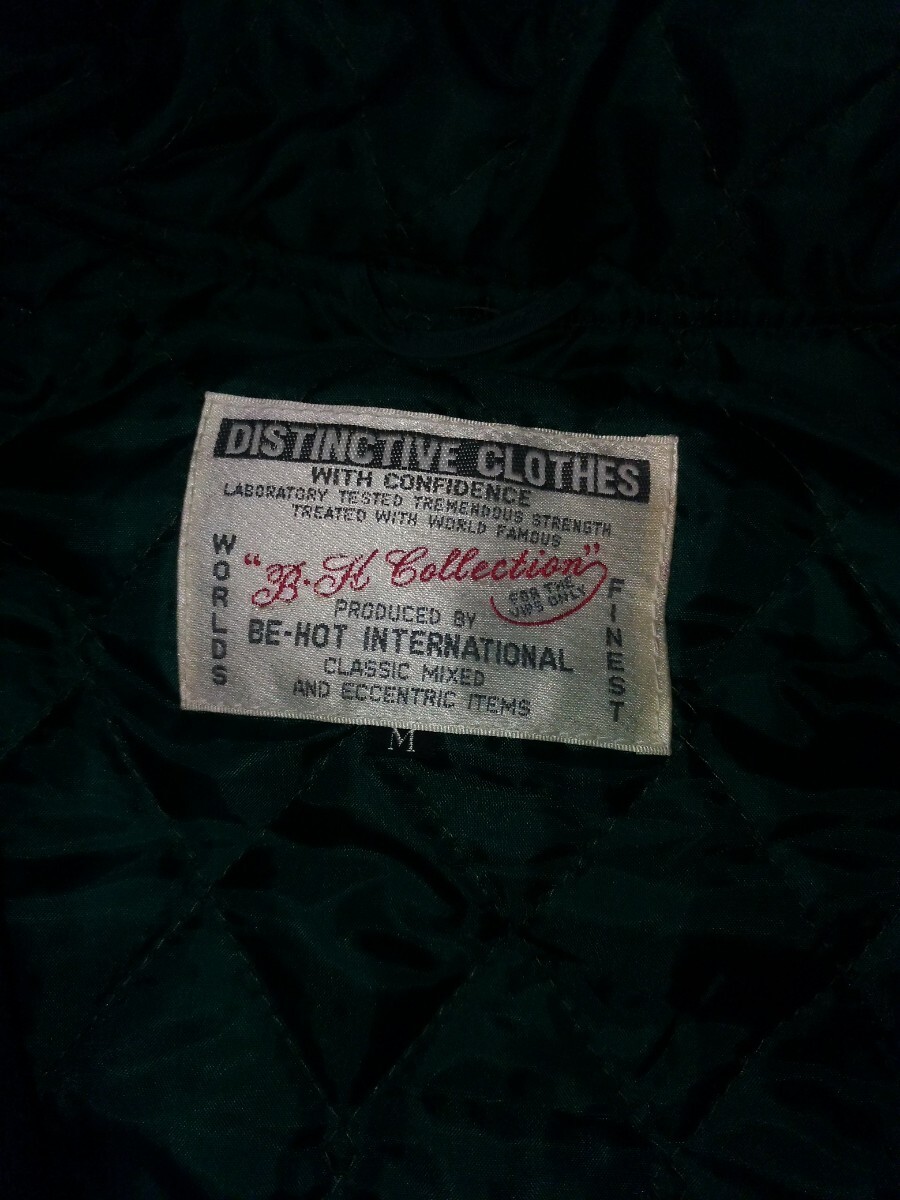 DISTINCTIVE CLOTHES
WITH CONFIDENCE
LABORATORY TESTED TREMENDOUS STRENGTH
TREATED WITH WORLD FAMOUS
WORLDS
"B.H Collection"
FOR THE
VIPS ONLY
FINEST
PRODUCED BY
BE-HOT INTERNATIONAL
CLASSIC MIXED
AND ECCENTRIC ITEMS
M